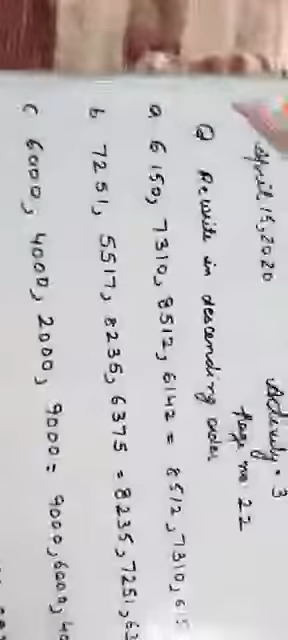 April 15, 2020
Activity - 3
Page no 22
Q Rewrite in descending order
a 6150, 7310, 8512, 6142 = 8512, 7310, 615
b 7251, 5517, 8235, 6375 = 8235, 7251, 63
c 6000, 4000, 2000, 9000 = 9000, 6000, 40